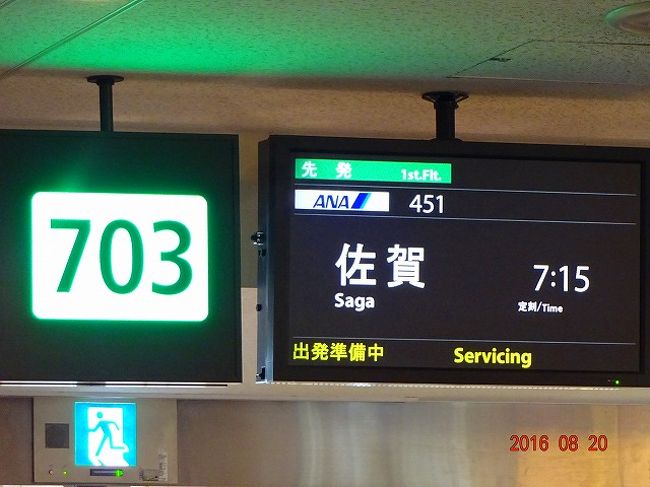 703
先発 1st.Flt.
ANA 451
佐賀
Saga
7:15
定刻/Time
出発準備中 Servicing
2016 08 20